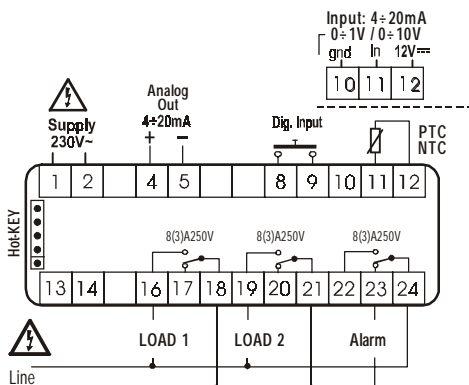 Input: 4÷20mA
0÷1V / 0÷10V
gnd In 12V⎓
10 11 12
Analog
Out
4÷20mA
+ -
Supply
230V~
Dig. Input
PTC
NTC
1 2 4 5 8 9 10 11 12
Hot-KEY
8(3)A250V 8(3)A250V 8(3)A250V
13 14 16 17 18 19 20 21 22 23 24
LOAD 1 LOAD 2 Alarm
Line